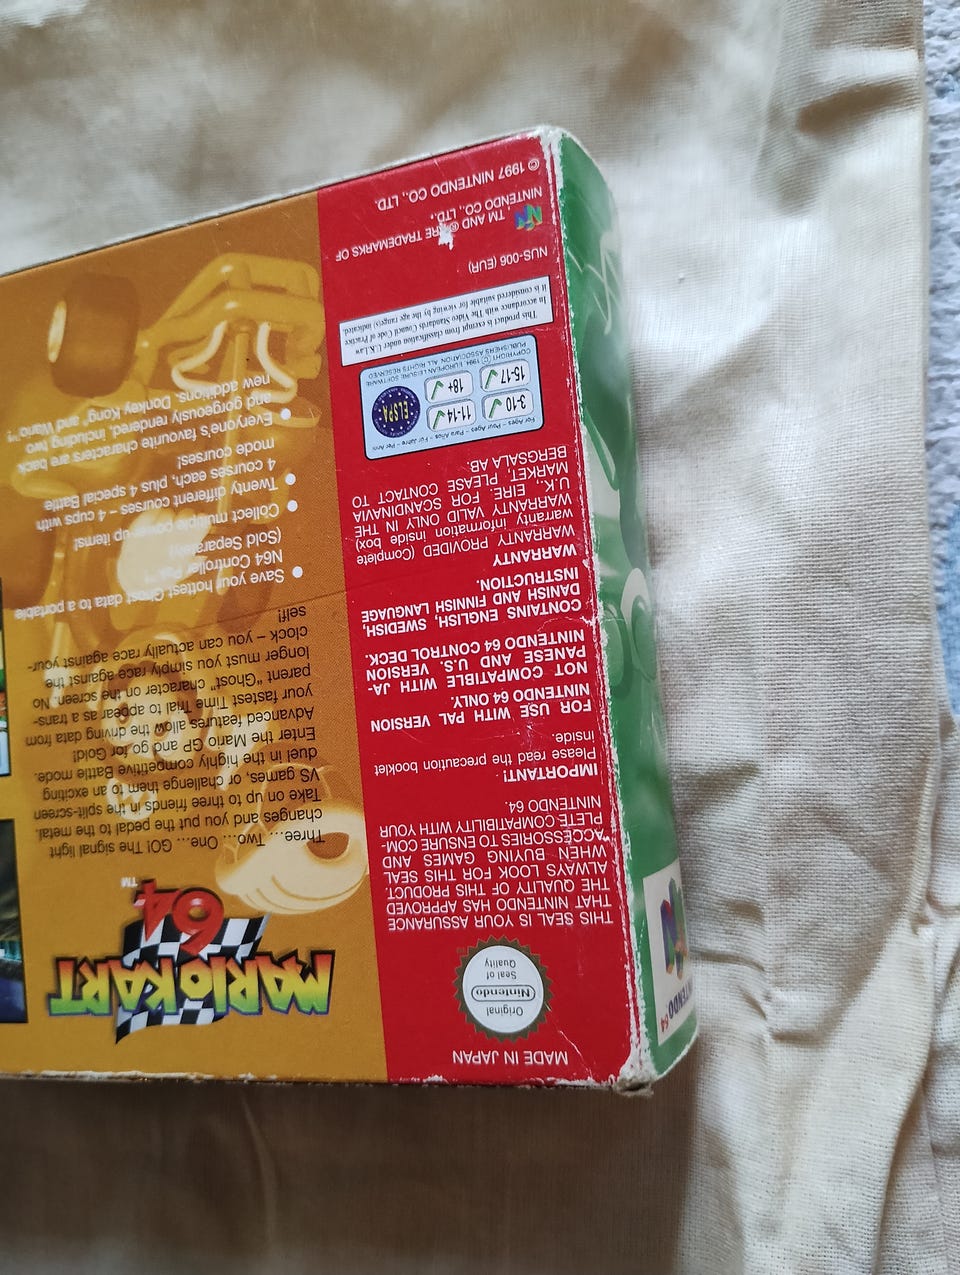 MARIO KART
64™
Three.... Two.... One.... GO! The signal light
changes and you put the pedal to the metal.
Take on up to three friends in the split-screen
VS games, or challenge them to an exciting
duel in the highly competitive Battle mode.
Enter the Mario GP and go for Gold!
Advanced features allow the driving data from
your fastest Time Trial to appear as a trans-
parent "Ghost" character on the screen. No
longer must you simply race against the
clock – you can actually race against your-
self!
• Save your hottest Ghost data to a portable
N64 Controller Pak™
(Sold Separately)
• Collect multiple power-up items!
• Twenty different courses – 4 cups with
4 courses each, plus 4 special Battle
mode courses!
• Everyone's favourite characters are back
and gorgeously rendered, including two
new additions, Donkey Kong and Wario™
MADE IN JAPAN
Original
Nintendo
Seal of
Quality
THIS SEAL IS YOUR ASSURANCE
THAT NINTENDO HAS APPROVED
THE QUALITY OF THIS PRODUCT.
ALWAYS LOOK FOR THIS SEAL
WHEN BUYING GAMES AND
ACCESSORIES TO ENSURE COM-
PLETE COMPATIBILITY WITH YOUR
NINTENDO 64.
IMPORTANT!
Please read the precaution booklet
inside.
FOR USE WITH PAL VERSION
NINTENDO 64 ONLY.
NOT COMPATIBLE WITH JA-
PANESE AND U.S. VERSION
NINTENDO 64 CONTROL DECK.
CONTAINS ENGLISH, SWEDISH,
DANISH AND FINNISH LANGUAGE
INSTRUCTION.
WARRANTY
WARRANTY PROVIDED (Complete
warranty information inside box)
WARRANTY VALID ONLY IN THE
U.K., EIRE. FOR SCANDINAVIA
MARKET, PLEASE CONTACT TO
BERGSALA AB.
For Ages – Para Años – Für Jahre – Per Anni
3-10 11-14
15-17 18+
ELSPA
COPYRIGHT © 1994 EUROPEAN LEISURE SOFTWARE
PUBLISHERS ASSOCIATION ALL RIGHTS RESERVED
This product is exempt from classification under U.K. Law
In accordance with The Video Standards Council Code of Practice
it is considered suitable for viewing by the age range(s) indicated.
NUS-006 (EUR)
TM AND ® ARE TRADEMARKS OF
NINTENDO CO., LTD.
© 1997 NINTENDO CO., LTD.
NINTENDO 64